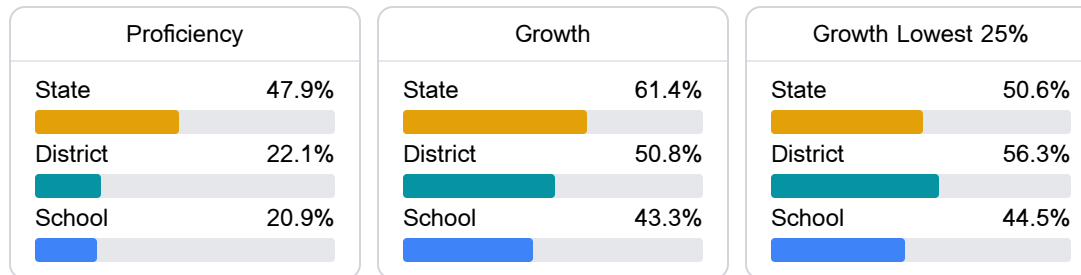 Proficiency
State 47.9%
District 22.1%
School 20.9%
Growth
State 61.4%
District 50.8%
School 43.3%
Growth Lowest 25%
State 50.6%
District 56.3%
School 44.5%